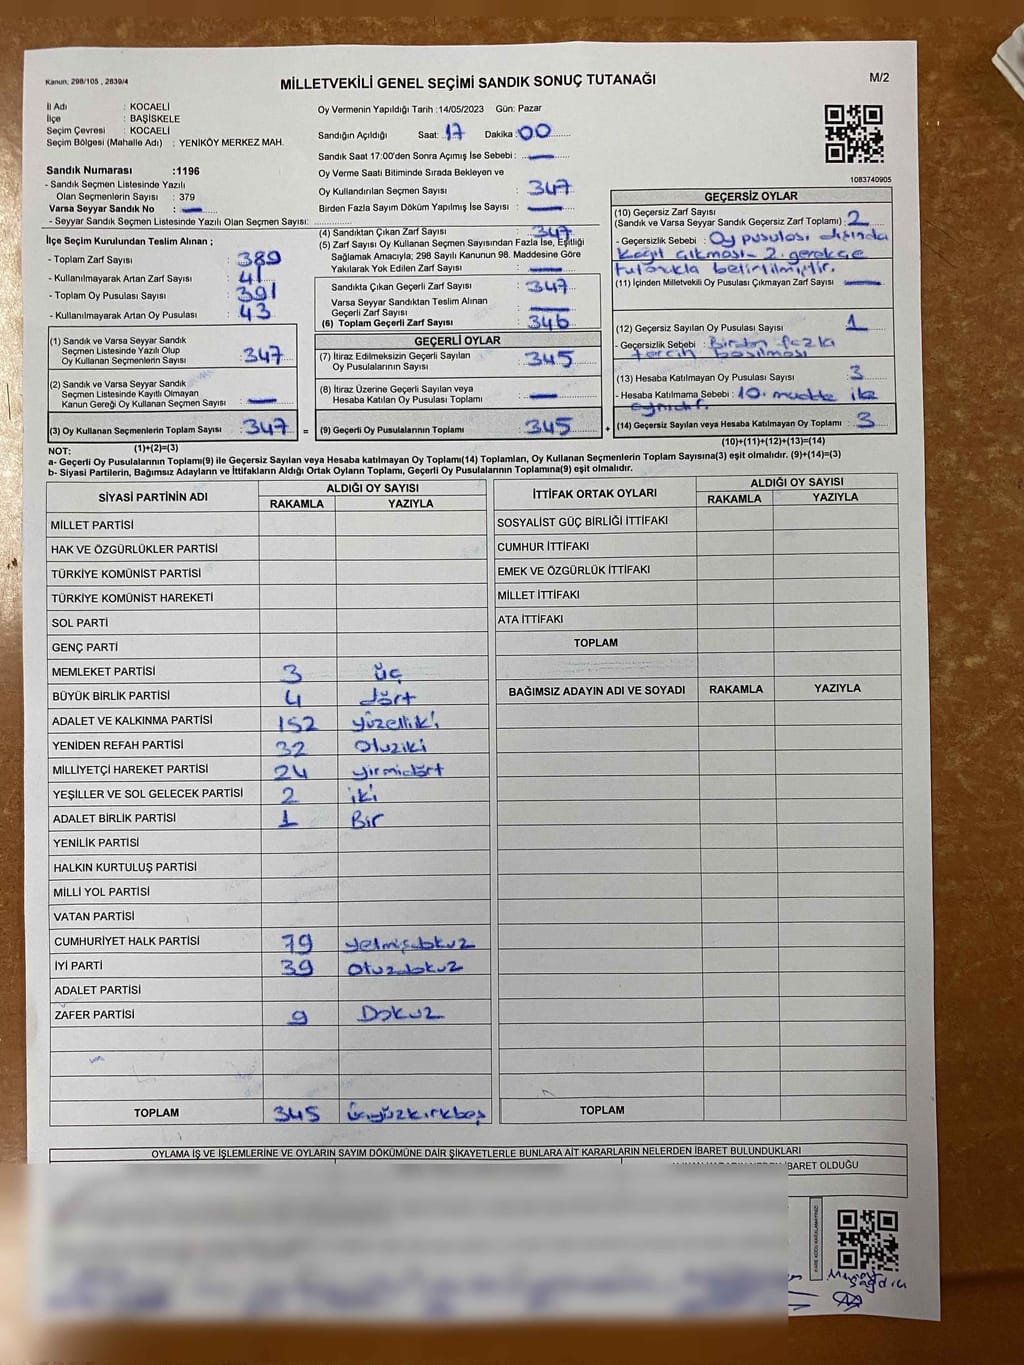 Kanun; 298/105 , 2839/4
MİLLETVEKİLİ GENEL SEÇİMİ SANDIK SONUÇ TUTANAĞI
M/2
İl Adı : KOCAELİ
İlçe : BAŞİSKELE
Seçim Çevresi : KOCAELİ
Seçim Bölgesi (Mahalle Adı) : YENİKÖY MERKEZ MAH.
Sandık Numarası :1196
- Sandık Seçmen Listesinde Yazılı
Olan Seçmenlerin Sayısı : 379
Varsa Seyyar Sandık No : —
- Seyyar Sandık Seçmen Listesinde Yazılı Olan Seçmen Sayısı:
İlçe Seçim Kurulundan Teslim Alınan ;
- Toplam Zarf Sayısı : 389
- Kullanılmayarak Artan Zarf Sayısı : 41
- Toplam Oy Pusulası Sayısı : 391
- Kullanılmayarak Artan Oy Pusulası : 43
(1) Sandık ve Varsa Seyyar Sandık
Seçmen Listesinde Yazılı Olup
Oy Kullanan Seçmenlerin Sayısı : 347
(2) Sandık ve Varsa Seyyar Sandık
Seçmen Listesinde Kayıtlı Olmayan
Kanun Gereği Oy Kullanan Seçmen Sayısı : —
(3) Oy Kullanan Seçmenlerin Toplam Sayısı : 347
Oy Vermenin Yapıldığı Tarih :14/05/2023 Gün: Pazar
Sandığın Açıldığı Saat: 17 Dakika : 00
Sandık Saat 17:00'den Sonra Açımış İse Sebebi : —
Oy Verme Saati Bitiminde Sırada Bekleyen ve
Oy Kullandırılan Seçmen Sayısı : 347
Birden Fazla Sayım Döküm Yapılmış İse Sayısı : —
(4) Sandıktan Çıkan Zarf Sayısı : 347
(5) Zarf Sayısı Oy Kullanan Seçmen Sayısından Fazla İse, Eşitliği
Sağlamak Amacıyla; 298 Sayılı Kanunun 98. Maddesine Göre
Yakılarak Yok Edilen Zarf Sayısı : —
Sandıkta Çıkan Geçerli Zarf Sayısı : 347
Varsa Seyyar Sandıktan Teslim Alınan
Geçerli Zarf Sayısı : —
(6) Toplam Geçerli Zarf Sayısı : 346
GEÇERLİ OYLAR
(7) İtiraz Edilmeksizin Geçerli Sayılan
Oy Pusulalarının Sayısı : 345
(8) İtiraz Üzerine Geçerli Sayılan veya
Hesaba Katılan Oy Pusulası Toplamı : —
= (9) Geçerli Oy Pusulalarının Toplamı : 345 +
1083740905
GEÇERSİZ OYLAR
(10) Geçersiz Zarf Sayısı
(Sandık ve Varsa Seyyar Sandık Geçersiz Zarf Toplamı) : 2
- Geçersizlik Sebebi : Oy pusulası dışında
kağıt çıkması - 2. gerekçe
tutanakla belirtilmiştir.
(11) İçinden Milletvekili Oy Pusulası Çıkmayan Zarf Sayısı : —
(12) Geçersiz Sayılan Oy Pusulası Sayısı : 1
- Geçersizlik Sebebi : Birden fazla
tercih basılması
(13) Hesaba Katılmayan Oy Pusulası Sayısı : 3
- Hesaba Katılmama Sebebi : 10. madde ile
aynıdır.
(14) Geçersiz Sayılan veya Hesaba Katılmayan Oy Toplamı : 3
NOT: (1)+(2)=(3) (10)+(11)+(12)+(13)=(14)
a- Geçerli Oy Pusulalarının Toplamı(9) ile Geçersiz Sayılan veya Hesaba Katılmayan Oy Toplamı(14) Toplamları, Oy Kullanan Seçmenlerin Toplam Sayısına(3) eşit olmalıdır. (9)+(14)=(3)
b- Siyasi Partilerin, Bağımsız Adayların ve İttifakların Aldığı Ortak Oyların Toplamı, Geçerli Oy Pusulalarının Toplamına(9) eşit olmalıdır.
SİYASİ PARTİNİN ADI ALDIĞI OY SAYISI
RAKAMLA YAZIYLA
MİLLET PARTİSİ
HAK VE ÖZGÜRLÜKLER PARTİSİ
TÜRKİYE KOMÜNİST PARTİSİ
TÜRKİYE KOMÜNİST HAREKETİ
SOL PARTİ
GENÇ PARTİ
MEMLEKET PARTİSİ 3 üç
BÜYÜK BİRLİK PARTİSİ 4 dört
ADALET VE KALKINMA PARTİSİ 152 yüzelliki
YENİDEN REFAH PARTİSİ 32 Otuziki
MİLLİYETÇİ HAREKET PARTİSİ 24 yirmidört
YEŞİLLER VE SOL GELECEK PARTİSİ 2 iki
ADALET BİRLİK PARTİSİ 1 Bir
YENİLİK PARTİSİ
HALKIN KURTULUŞ PARTİSİ
MİLLİ YOL PARTİSİ
VATAN PARTİSİ
CUMHURİYET HALK PARTİSİ 79 yetmişdokuz
İYİ PARTİ 39 Otuzdokuz
ADALET PARTİSİ
ZAFER PARTİSİ 9 Dokuz
TOPLAM 345 üçyüzkırkbeş
İTTİFAK ORTAK OYLARI ALDIĞI OY SAYISI
RAKAMLA YAZIYLA
SOSYALİST GÜÇ BİRLİĞİ İTTİFAKI
CUMHUR İTTİFAKI
EMEK VE ÖZGÜRLÜK İTTİFAKI
MİLLET İTTİFAKI
ATA İTTİFAKI
TOPLAM
BAĞIMSIZ ADAYIN ADI VE SOYADI RAKAMLA YAZIYLA
TOPLAM
OYLAMA İŞ VE İŞLEMLERİNE VE OYLARIN SAYIM DÖKÜMÜNE DAİR ŞİKAYETLERLE BUNLARA AİT KARARLARIN NELERDEN İBARET BULUNDUKLARI
İBARET OLDUĞU